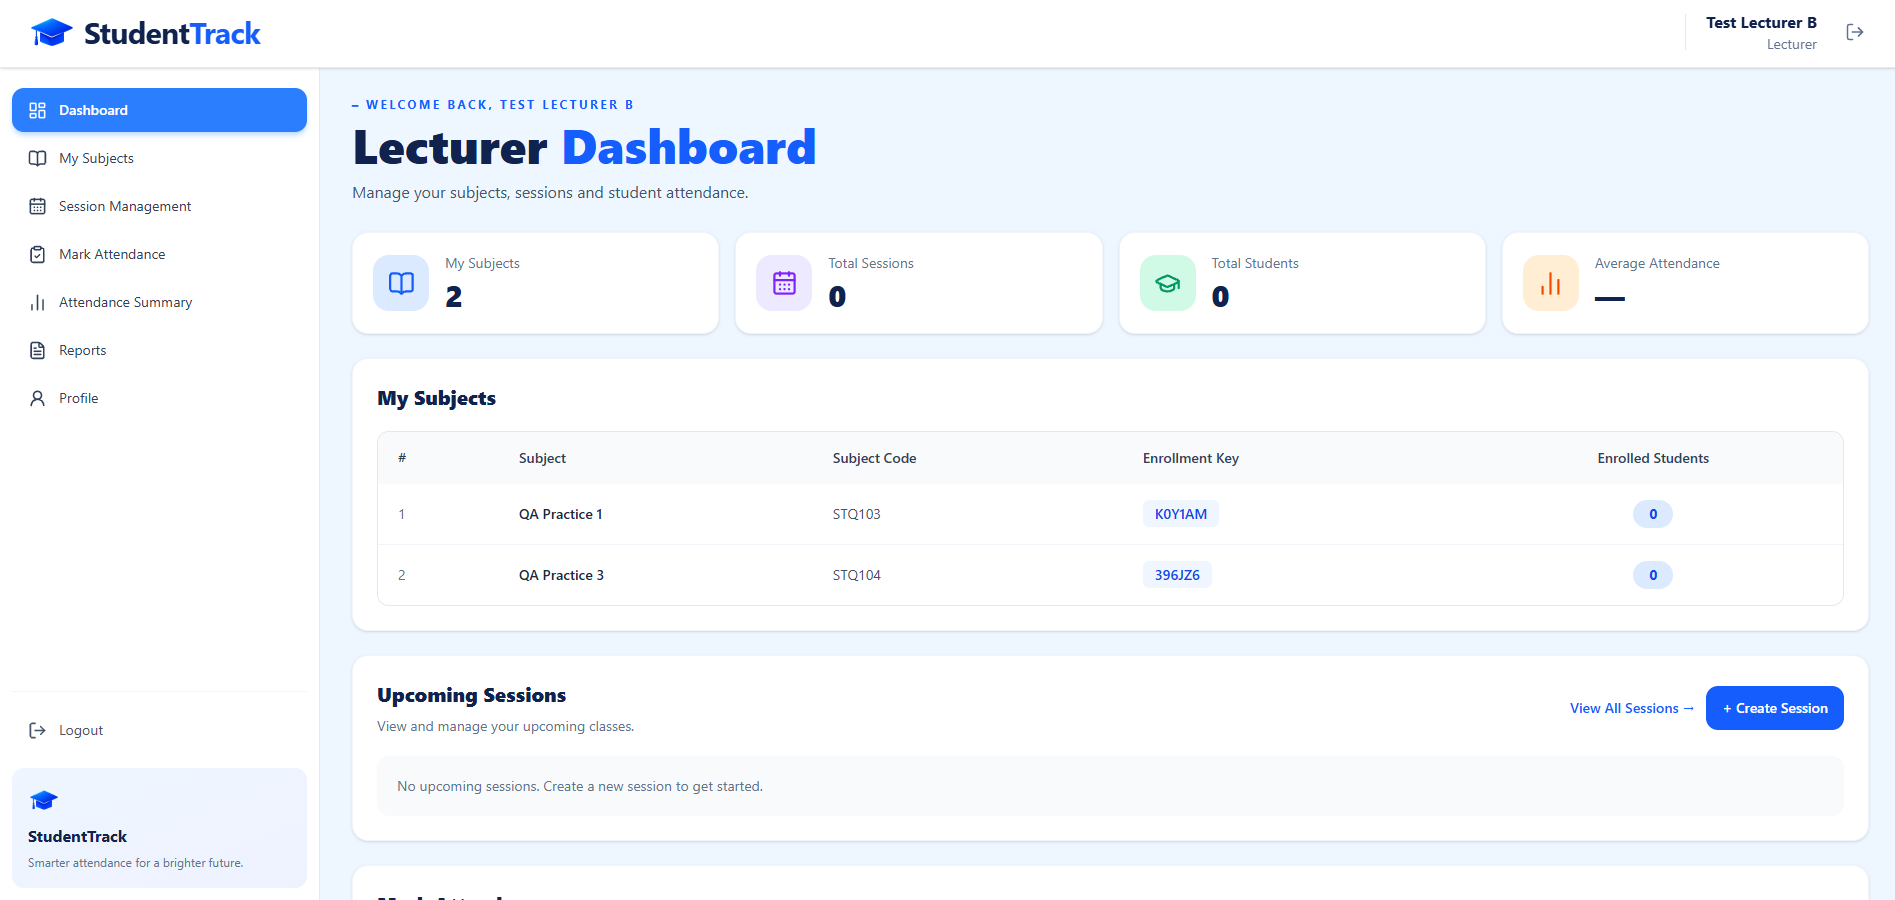 StudentTrack
Test Lecturer B
Lecturer
Dashboard
My Subjects
Session Management
Mark Attendance
Attendance Summary
Reports
Profile
Logout
StudentTrack
Smarter attendance for a brighter future.
– WELCOME BACK, TEST LECTURER B
Lecturer Dashboard
Manage your subjects, sessions and student attendance.
My Subjects
2
Total Sessions
0
Total Students
0
Average Attendance
—
My Subjects
# Subject Subject Code Enrollment Key Enrolled Students
1 QA Practice 1 STQ103 K0Y1AM 0
2 QA Practice 3 STQ104 396JZ6 0
Upcoming Sessions
View and manage your upcoming classes.
View All Sessions →
+ Create Session
No upcoming sessions. Create a new session to get started.